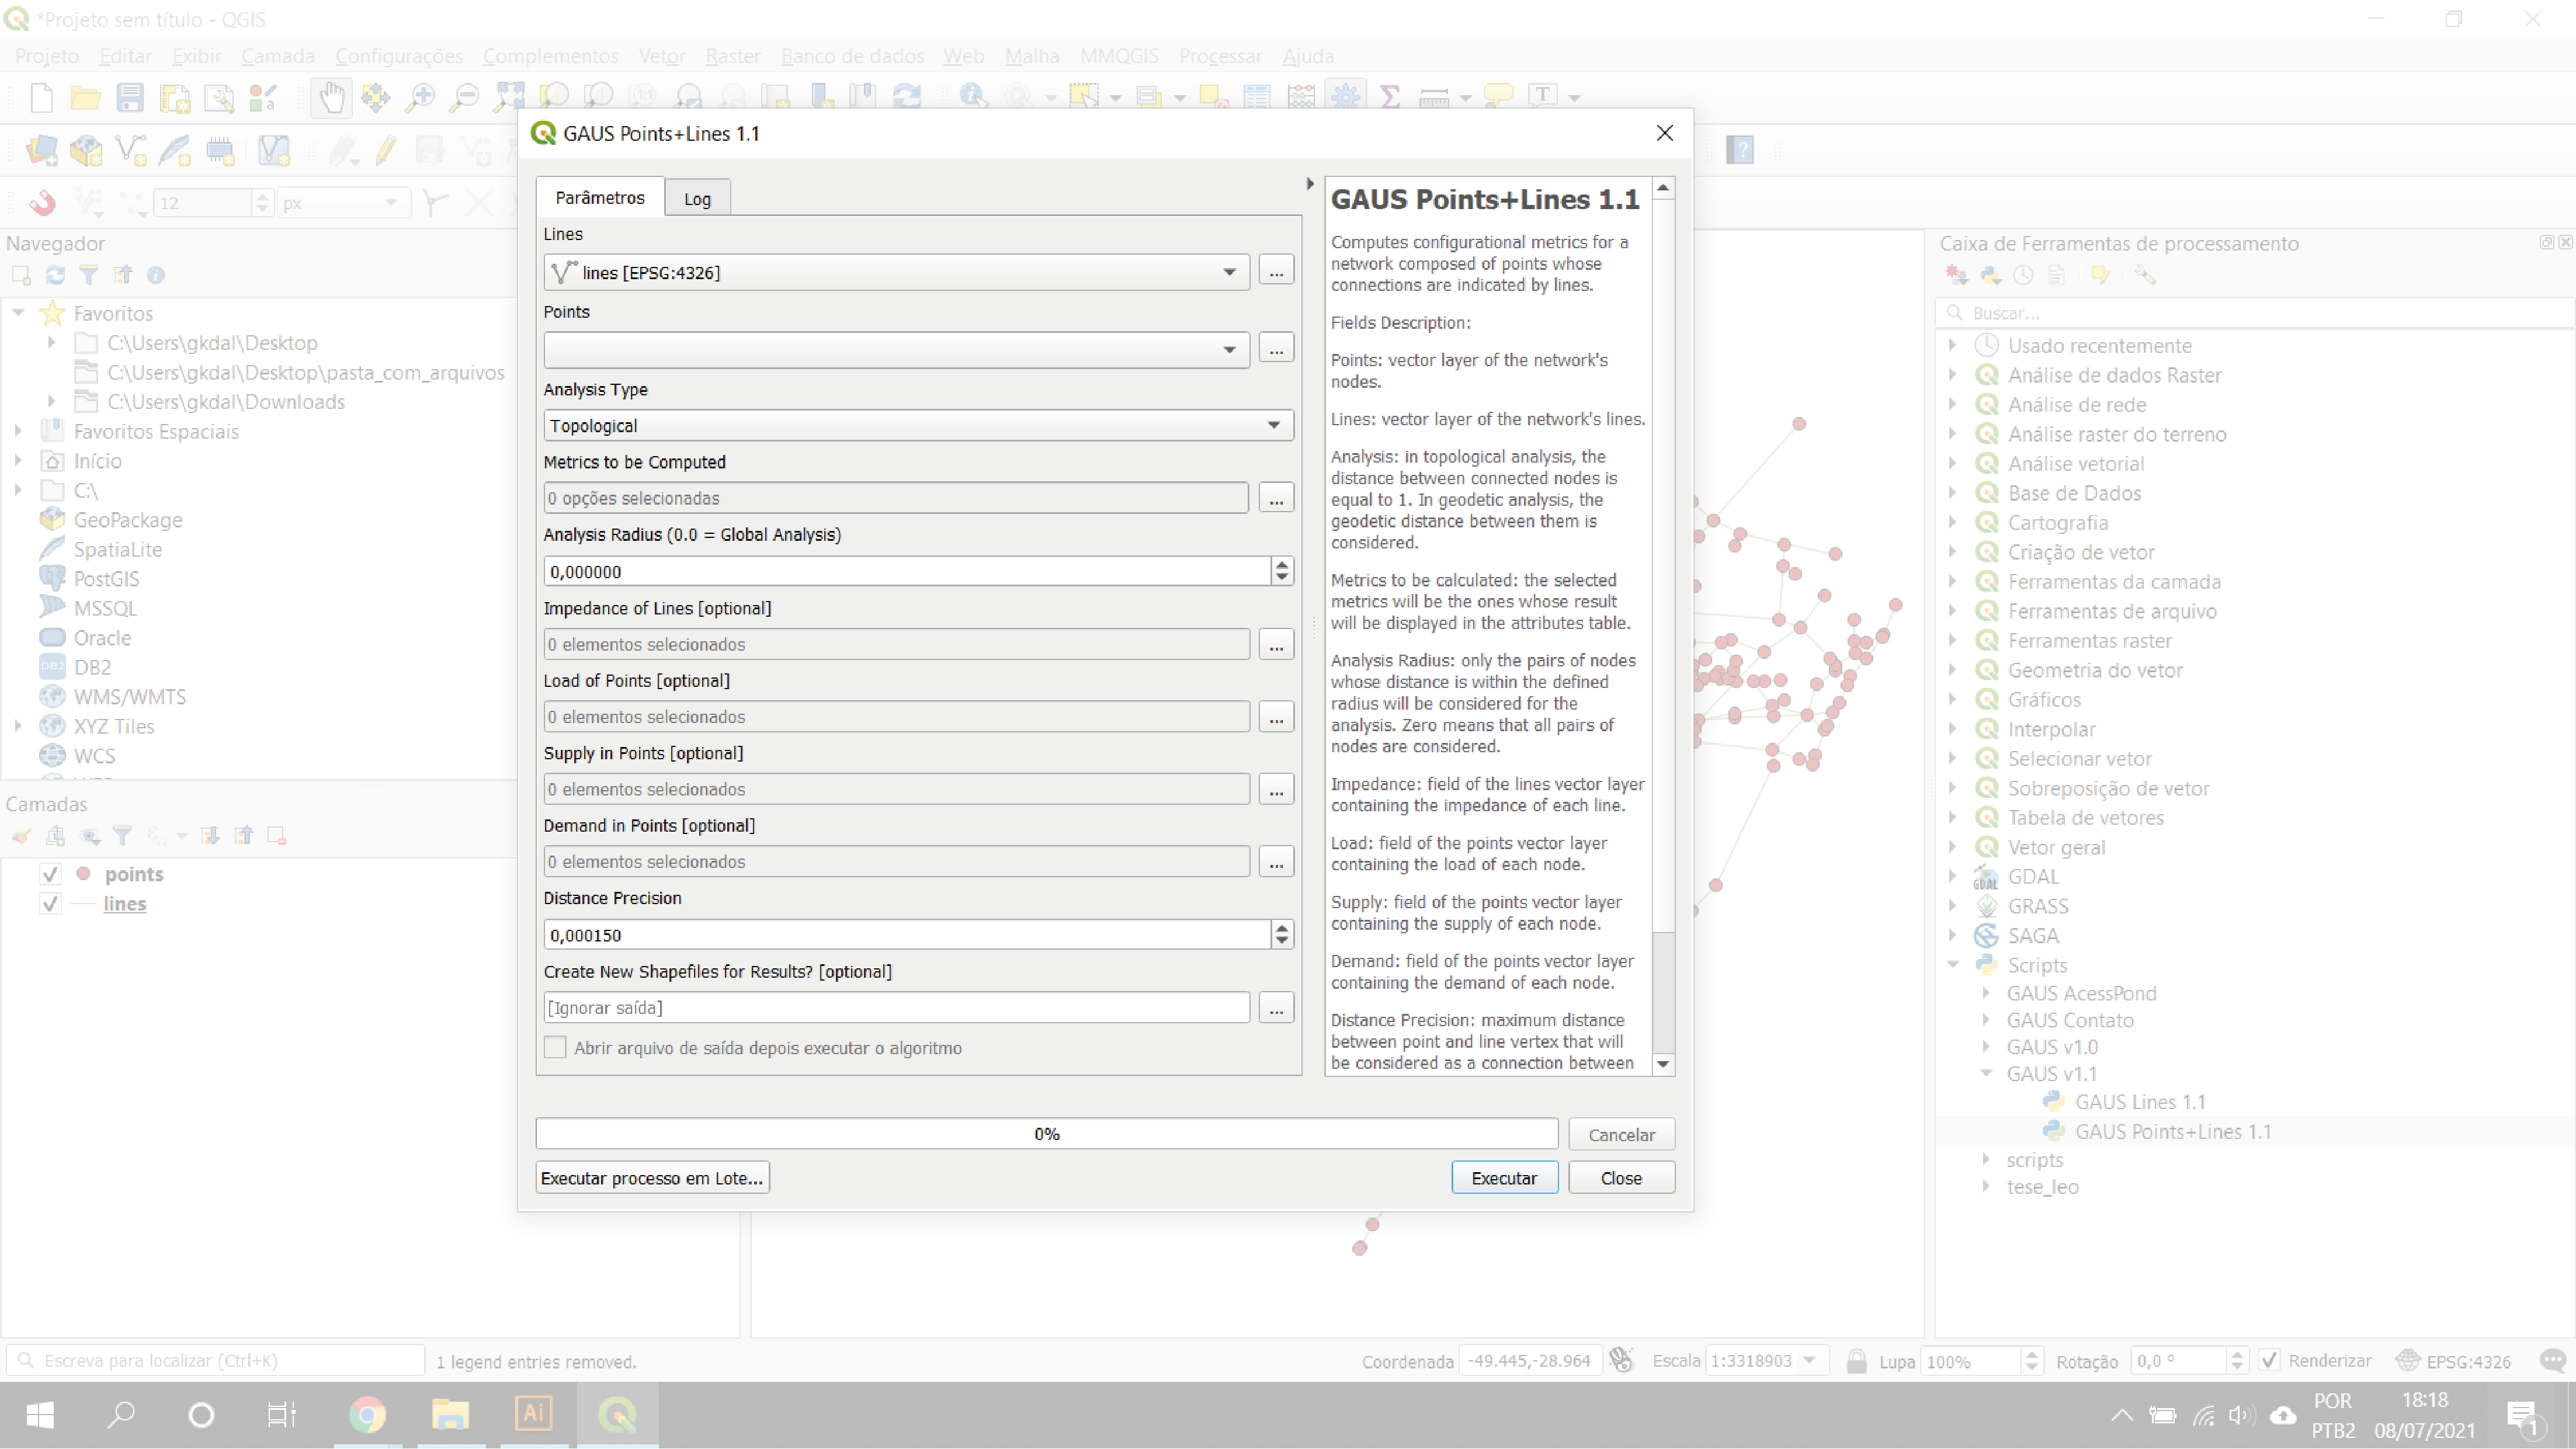 *Projeto sem título - QGIS
Projeto Editar Exibir Camada Configurações Complementos Vetor Raster Banco de dados Web Malha MMQGIS Processar Ajuda
12 px
Navegador
Favoritos
C:\Users\gkdal\Desktop
C:\Users\gkdal\Desktop\pasta_com_arquivos
C:\Users\gkdal\Downloads
Favoritos Espaciais
Início
C:\
GeoPackage
SpatiaLite
PostGIS
MSSQL
Oracle
DB2
WMS/WMTS
XYZ Tiles
WCS
Camadas
points
lines
GAUS Points+Lines 1.1
Parâmetros Log
Lines
lines [EPSG:4326]
...
Points
...
Analysis Type
Topological
Metrics to be Computed
0 opções selecionadas
...
Analysis Radius (0.0 = Global Analysis)
0,000000
Impedance of Lines [optional]
0 elementos selecionados
...
Load of Points [optional]
0 elementos selecionados
...
Supply in Points [optional]
0 elementos selecionados
...
Demand in Points [optional]
0 elementos selecionados
...
Distance Precision
0,000150
Create New Shapefiles for Results? [optional]
[Ignorar saída]
...
Abrir arquivo de saída depois executar o algoritmo
GAUS Points+Lines 1.1
Computes configurational metrics for a
network composed of points whose
connections are indicated by lines.
Fields Description:
Points: vector layer of the network's
nodes.
Lines: vector layer of the network's lines.
Analysis: in topological analysis, the
distance between connected nodes is
equal to 1. In geodetic analysis, the
geodetic distance between them is
considered.
Metrics to be calculated: the selected
metrics will be the ones whose result
will be displayed in the attributes table.
Analysis Radius: only the pairs of nodes
whose distance is within the defined
radius will be considered for the
analysis. Zero means that all pairs of
nodes are considered.
Impedance: field of the lines vector layer
containing the impedance of each line.
Load: field of the points vector layer
containing the load of each node.
Supply: field of the points vector layer
containing the supply of each node.
Demand: field of the points vector layer
containing the demand of each node.
Distance Precision: maximum distance
between point and line vertex that will
be considered as a connection between
0%
Cancelar
Executar processo em Lote...
Executar
Close
Caixa de Ferramentas de processamento
Buscar...
Usado recentemente
Análise de dados Raster
Análise de rede
Análise raster do terreno
Análise vetorial
Base de Dados
Cartografia
Criação de vetor
Ferramentas da camada
Ferramentas de arquivo
Ferramentas raster
Geometria do vetor
Gráficos
Interpolar
Selecionar vetor
Sobreposição de vetor
Tabela de vetores
Vetor geral
GDAL
GRASS
SAGA
Scripts
GAUS AcessPond
GAUS Contato
GAUS v1.0
GAUS v1.1
GAUS Lines 1.1
GAUS Points+Lines 1.1
scripts
tese_leo
Escreva para localizar (Ctrl+K) 1 legend entries removed. Coordenada -49.445,-28.964 Escala 1:3318903 Lupa 100% Rotação 0,0 ° Renderizar EPSG:4326
Ai
POR
PTB2
18:18
08/07/2021
1